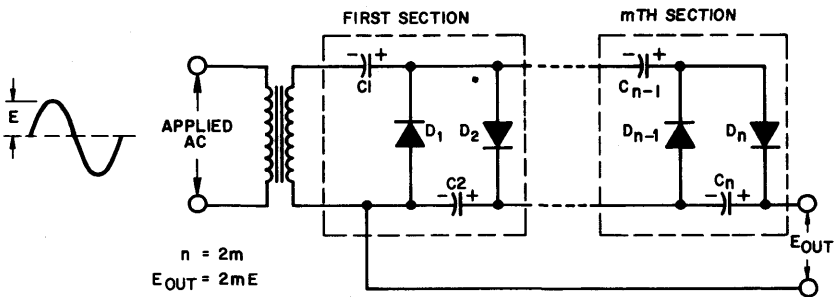 FIRST SECTION
mTH SECTION
- +
C1
- +
Cn-1
E
APPLIED
AC
D1
D2
Dn-1
Dn
C2
- +
Cn
- +
EOUT
n = 2m
EOUT = 2mE